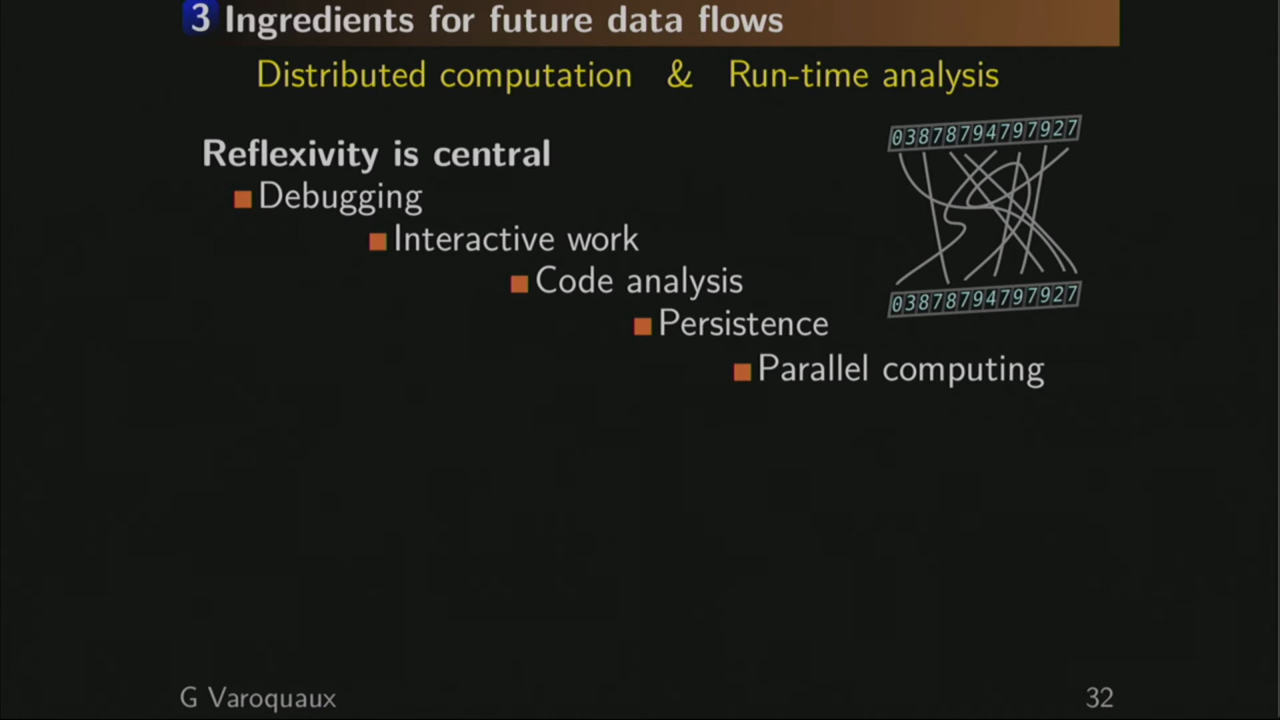 3 Ingredients for future data flows
Distributed computation & Run-time analysis
Reflexivity is central
Debugging
Interactive work
Code analysis
Persistence
Parallel computing
03878794797927
03878794797927
G Varoquaux
32